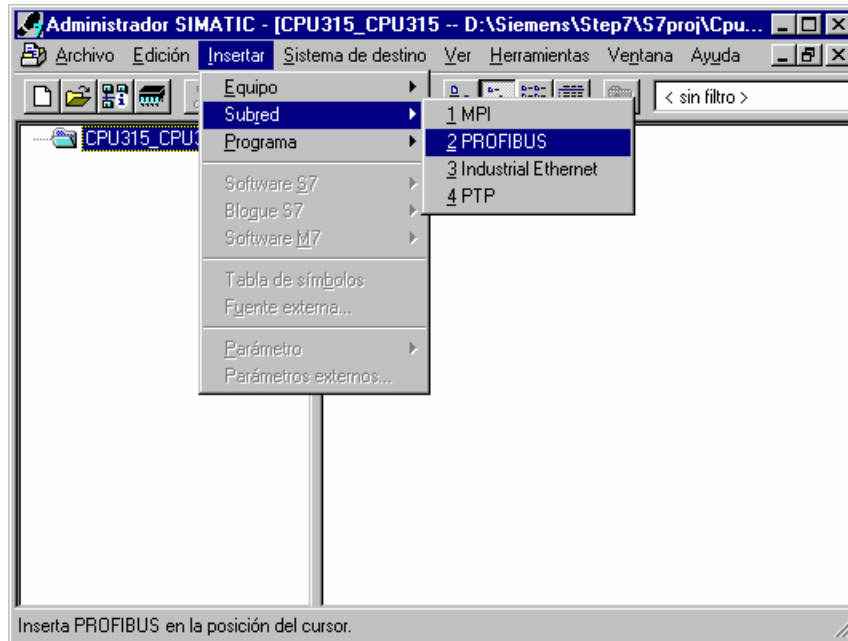 Administrador SIMATIC - [CPU315_CPU315 -- D:\Siemens\Step7\S7proj\Cpu...
Archivo Edición Insertar Sistema de destino Ver Herramientas Ventana Ayuda
< sin filtro >
CPU315_CPU3
Equipo
Subred
Programa
Software S7
Bloque S7
Software M7
Tabla de símbolos
Fuente externa...
Parámetro
Parámetros externos...
1 MPI
2 PROFIBUS
3 Industrial Ethernet
4 PTP
Inserta PROFIBUS en la posición del cursor.